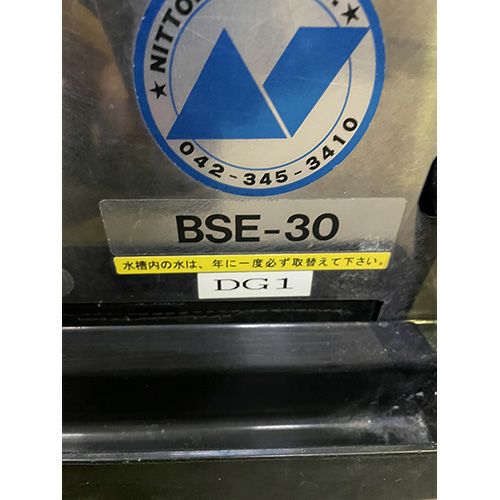 ★ NITTO
★
042-345-3410
BSE-30
水槽内の水は、年に一度必ず取替えて下さい。
DG1